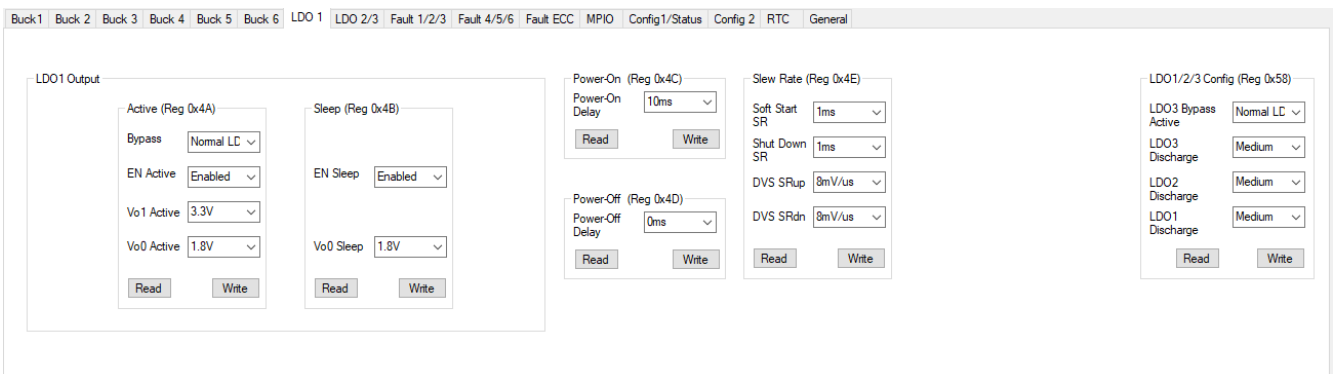 Buck1 Buck 2 Buck 3 Buck 4 Buck 5 Buck 6 LDO 1 LDO 2/3 Fault 1/2/3 Fault 4/5/6 Fault ECC MPIO Config1/Status Config 2 RTC General
LDO1 Output
Active (Reg 0x4A)
Bypass Normal LD
EN Active Enabled
Vo1 Active 3.3V
Vo0 Active 1.8V
Read Write
Sleep (Reg 0x4B)
EN Sleep Enabled
Vo0 Sleep 1.8V
Read Write
Power-On (Reg 0x4C)
Power-On
Delay
10ms
Read Write
Power-Off (Reg 0x4D)
Power-Off
Delay
0ms
Read Write
Slew Rate (Reg 0x4E)
Soft Start
SR
1ms
Shut Down
SR
1ms
DVS SRup 8mV/us
DVS SRdn 8mV/us
Read Write
LDO1/2/3 Config (Reg 0x58)
LDO3 Bypass
Active
Normal LD
LDO3
Discharge
Medium
LDO2
Discharge
Medium
LDO1
Discharge
Medium
Read Write